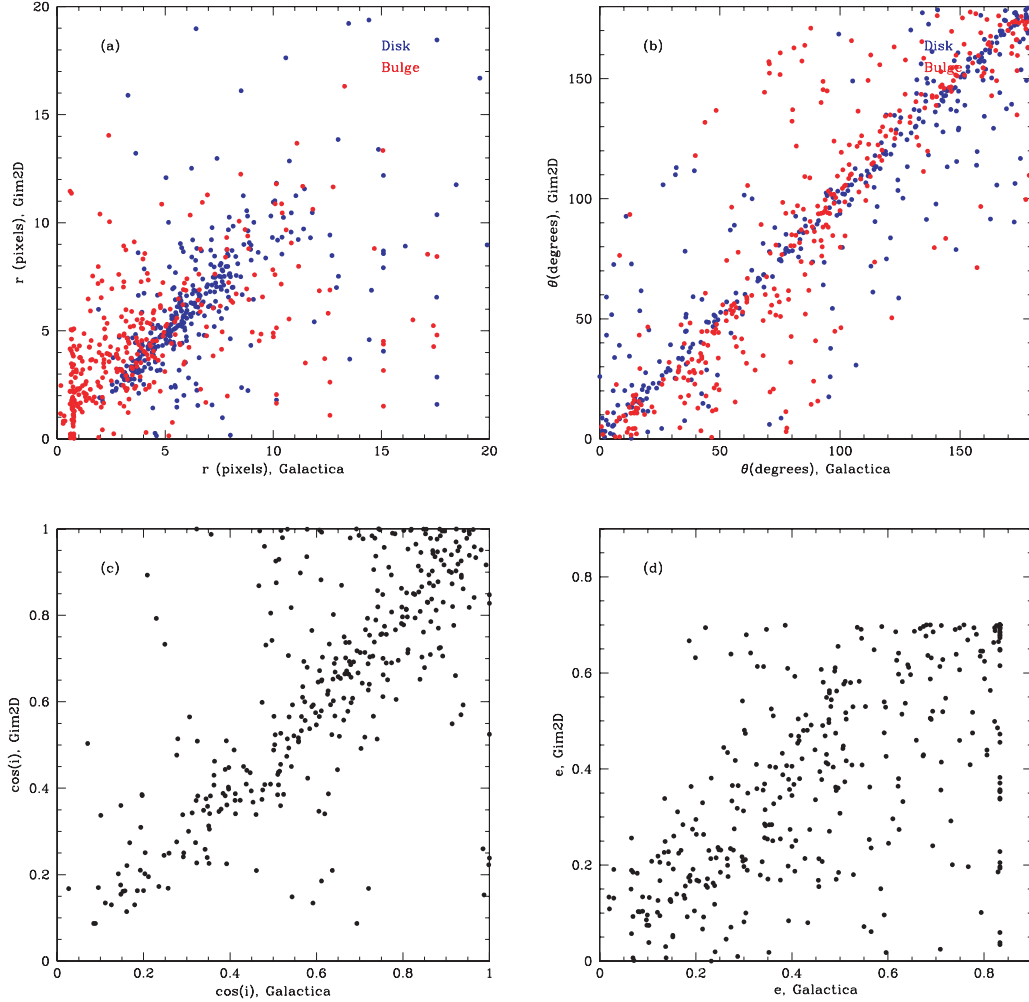 20
15
10
5
0
r (pixels), Gim2D
(a)
Disk
Bulge
0
5
10
15
20
r (pixels), Galactica
150
100
50
0
θ(degrees), Gim2D
(b)
Disk
Bulge
0
50
100
150
θ(degrees), Galactica
1
0.8
0.6
0.4
0.2
0
cos(i), Gim2D
(c)
0
0.2
0.4
0.6
0.8
1
cos(i), Galactica
0.8
0.6
0.4
0.2
0
e, Gim2D
(d)
0
0.2
0.4
0.6
0.8
e, Galactica